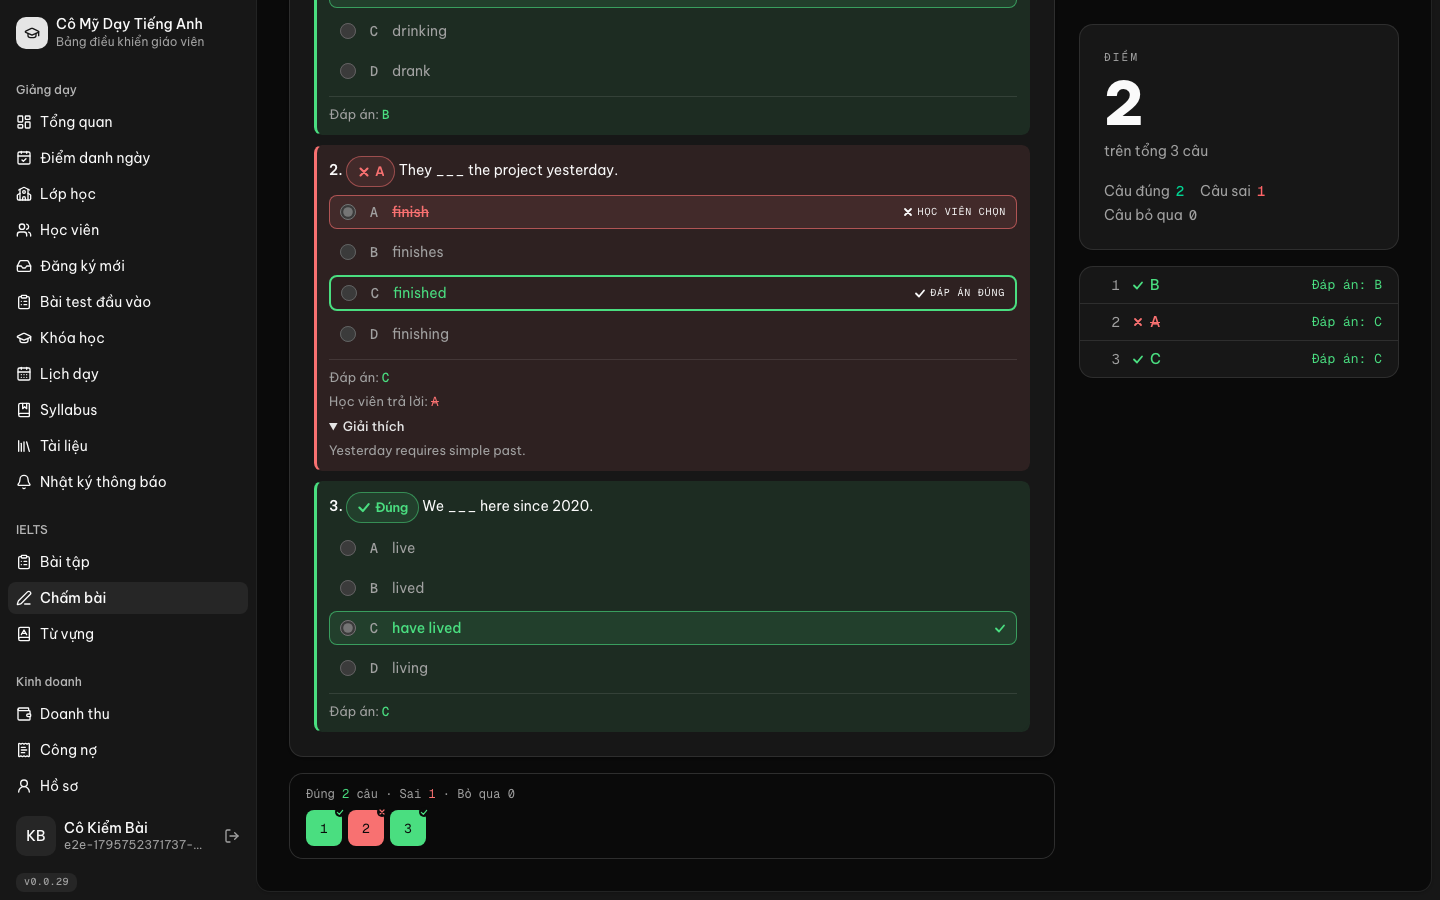 Cô Mỹ Dạy Tiếng Anh
Bảng điều khiển giáo viên
Giảng dạy
Tổng quan
Điểm danh ngày
Lớp học
Học viên
Đăng ký mới
Bài test đầu vào
Khóa học
Lịch dạy
Syllabus
Tài liệu
Nhật ký thông báo
IELTS
Bài tập
Chấm bài
Từ vựng
Kinh doanh
Doanh thu
Công nợ
Hồ sơ
KB
Cô Kiểm Bài
e2e-1795752371737-...
v0.0.29
C drinking
D drank
Đáp án: B
2. A They ___ the project yesterday.
A finish HỌC VIÊN CHỌN
B finishes
C finished ĐÁP ÁN ĐÚNG
D finishing
Đáp án: C
Học viên trả lời: A
▼ Giải thích
Yesterday requires simple past.
3. Đúng We ___ here since 2020.
A live
B lived
C have lived
D living
Đáp án: C
Đúng 2 câu · Sai 1 · Bỏ qua 0
1 2 3
ĐIỂM
2
trên tổng 3 câu
Câu đúng 2 Câu sai 1
Câu bỏ qua 0
1 B Đáp án: B
2 A Đáp án: C
3 C Đáp án: C